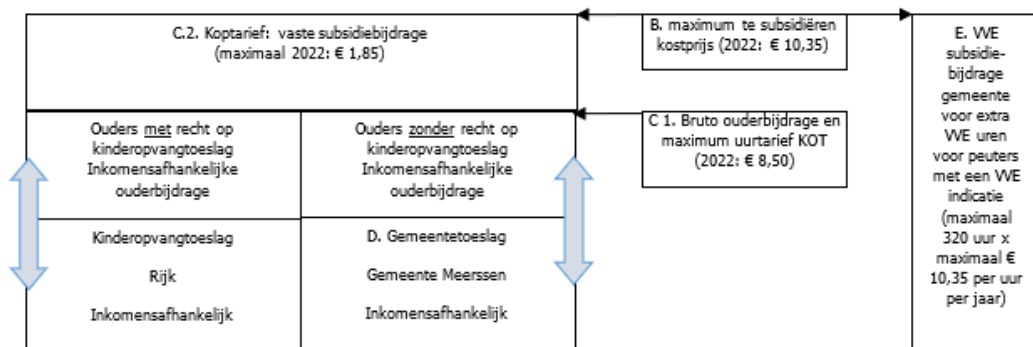 C.2. Koptarief: vaste subsidiebijdrage
(maximaal 2022: € 1,85)
B. maximum te subsidiëren
kostprijs (2022: € 10,35)
E. VVE
subsidie-
bijdrage
gemeente
voor extra
VVE uren
voor peuters
met een VVE
indicatie
(maximaal
320 uur x
maximaal €
10,35 per uur
per jaar)
C 1. Bruto ouderbijdrage en
maximum uurtarief KOT
(2022: € 8,50)
Ouders met recht op
kinderopvangtoeslag
Inkomensafhankelijke
ouderbijdrage
Ouders zonder recht op
kinderopvangtoeslag
Inkomensafhankelijke
ouderbijdrage
Kinderopvangtoeslag
Rijk
Inkomensafhankelijk
D. Gemeentetoeslag
Gemeente Meerssen
Inkomensafhankelijk